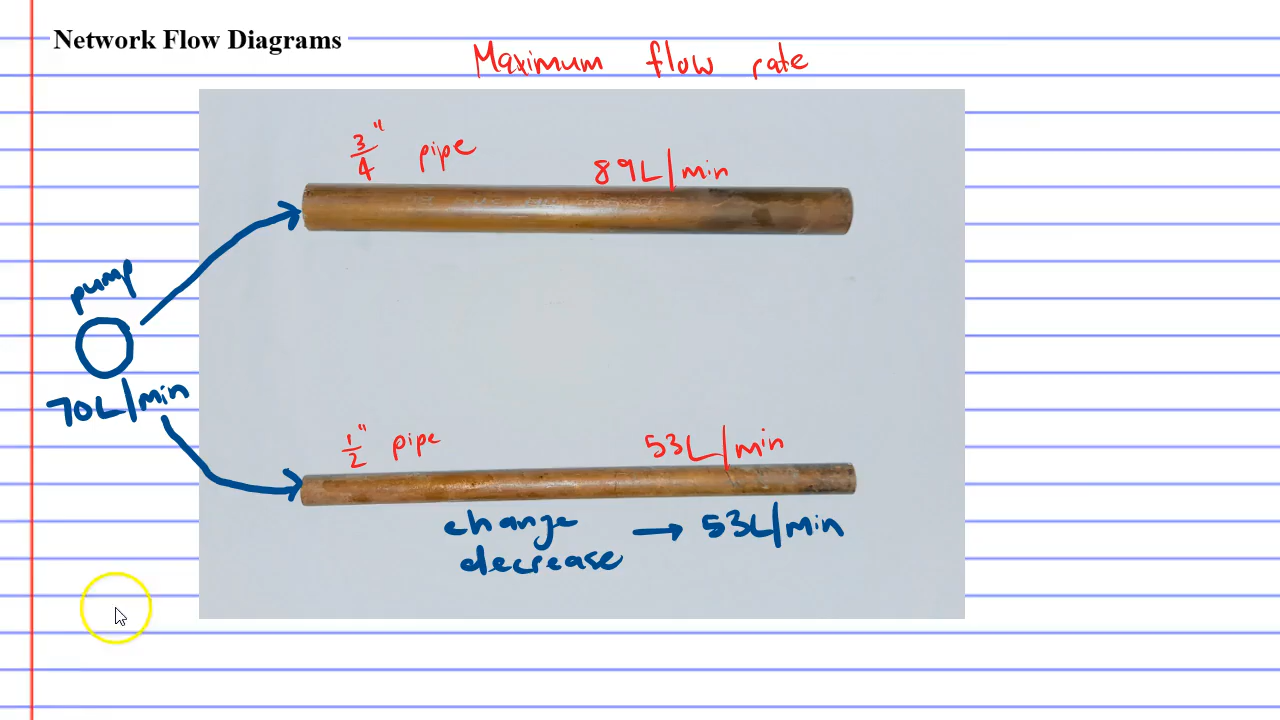 Network Flow Diagrams
Maximum flow rate
3/4" pipe
89L/min
pump
70L/min
1/2" pipe
53L/min
change → 53L/min
decrease